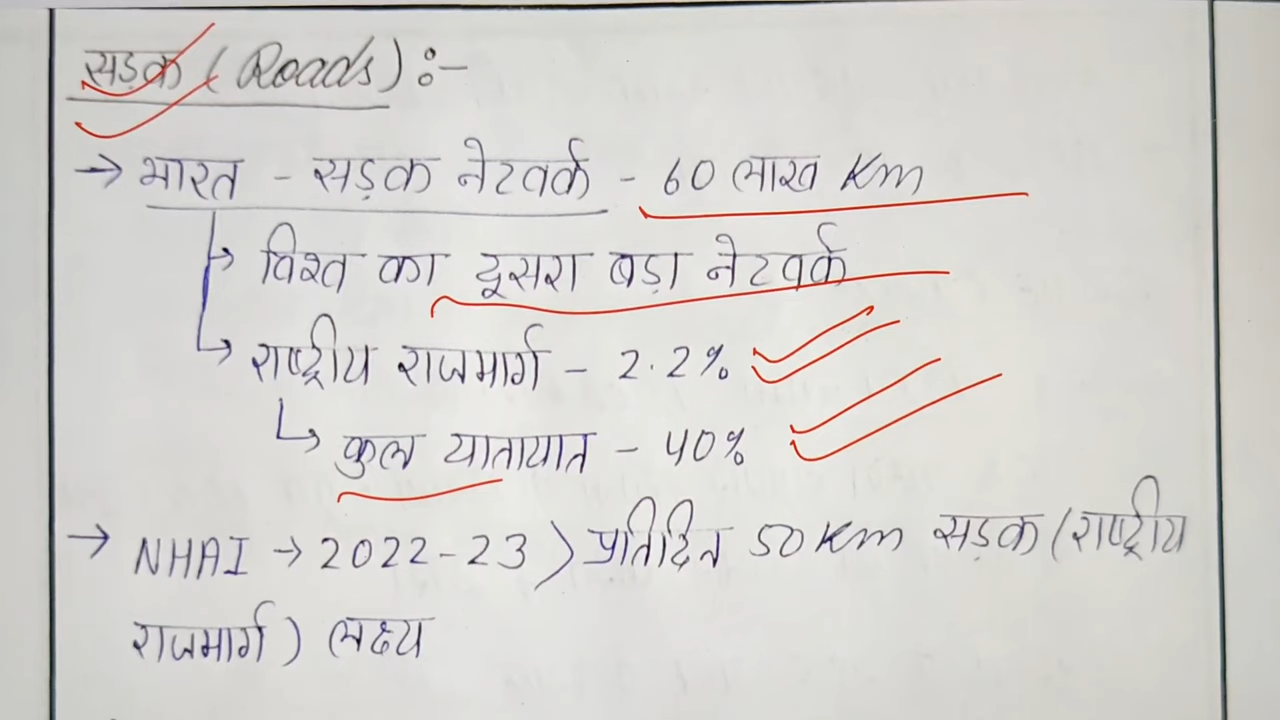 सड़क (Roads) :-
→ भारत - सड़क नेटवर्क - 60 लाख Km
→ विश्व का दूसरा बड़ा नेटवर्क
→ राष्ट्रीय राजमार्ग - 2.2%
↳ कुल यातायात - 40%
→ NHAI → 2022-23 > प्रतिदिन 50 Km सड़क (राष्ट्रीय
राजमार्ग) लक्ष्य